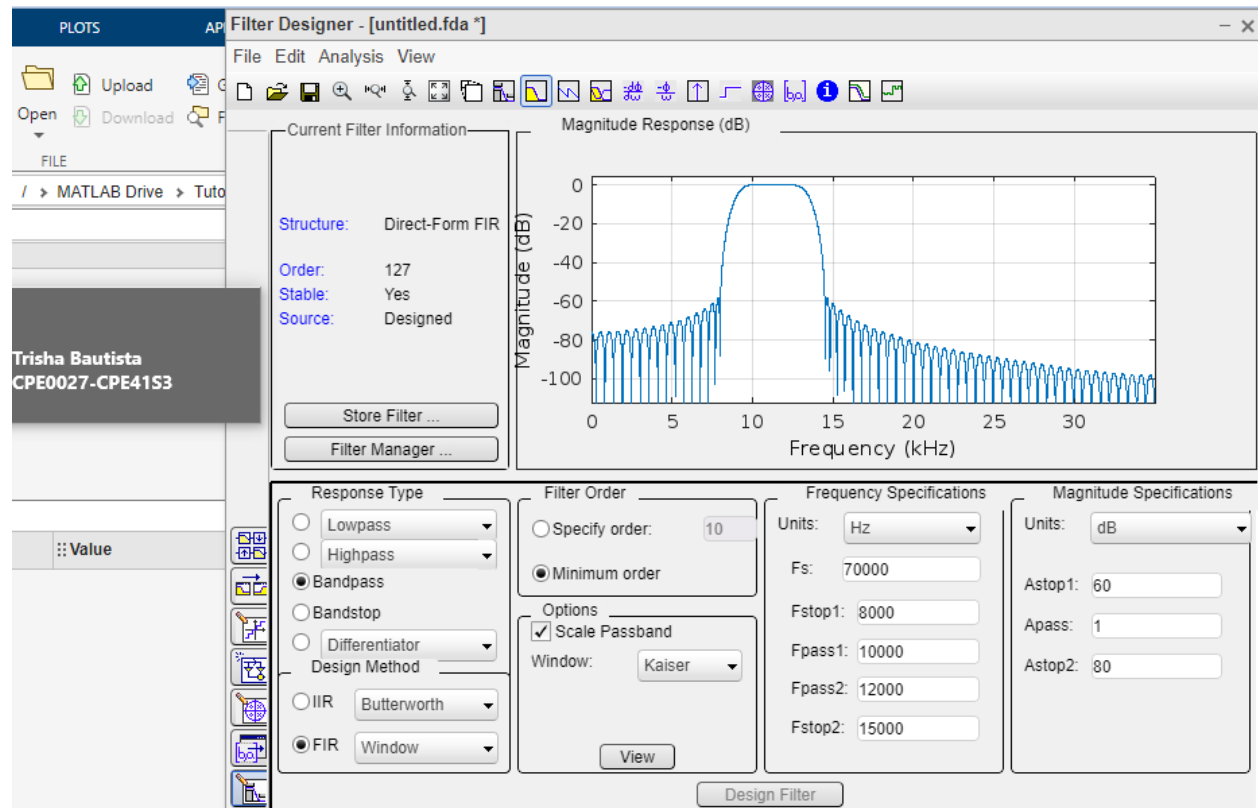 PLOTS
AP
Filter Designer - [untitled.fda *]
File Edit Analysis View
Upload
G
Open
Download
F
FILE
/ > MATLAB Drive > Tuto
Value
Trisha Bautista
CPE0027-CPE41S3
Current Filter Information
Structure: Direct-Form FIR
Order: 127
Stable: Yes
Source: Designed
Store Filter ...
Filter Manager ...
Magnitude Response (dB)
Magnitude (dB)
0
-20
-40
-60
-80
-100
0 5 10 15 20 25 30
Frequency (kHz)
Response Type
Lowpass
Highpass
Bandpass
Bandstop
Differentiator
Design Method
IIR Butterworth
FIR Window
Filter Order
Specify order: 10
Minimum order
Options
Scale Passband
Window: Kaiser
View
Frequency Specifications
Units: Hz
Fs: 70000
Fstop1: 8000
Fpass1: 10000
Fpass2: 12000
Fstop2: 15000
Magnitude Specifications
Units: dB
Astop1: 60
Apass: 1
Astop2: 80
Design Filter